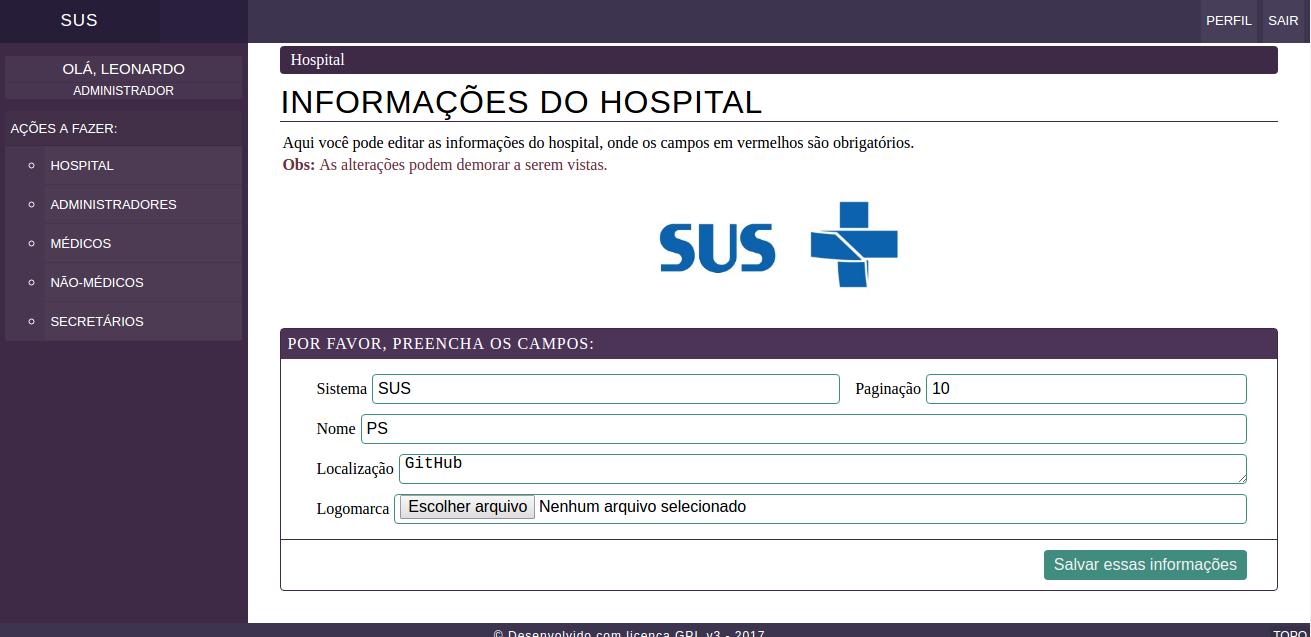 SUS
PERFIL SAIR
OLÁ, LEONARDO
ADMINISTRADOR
AÇÕES A FAZER:
HOSPITAL
ADMINISTRADORES
MÉDICOS
NÃO-MÉDICOS
SECRETÁRIOS
Hospital
INFORMAÇÕES DO HOSPITAL
Aqui você pode editar as informações do hospital, onde os campos em vermelhos são obrigatórios.
Obs: As alterações podem demorar a serem vistas.
SUS
POR FAVOR, PREENCHA OS CAMPOS:
Sistema SUS Paginação 10
Nome PS
Localização GitHub
Logomarca Escolher arquivo Nenhum arquivo selecionado
Salvar essas informações
© Desenvolvido com licença GPL v3 - 2017 TOPO